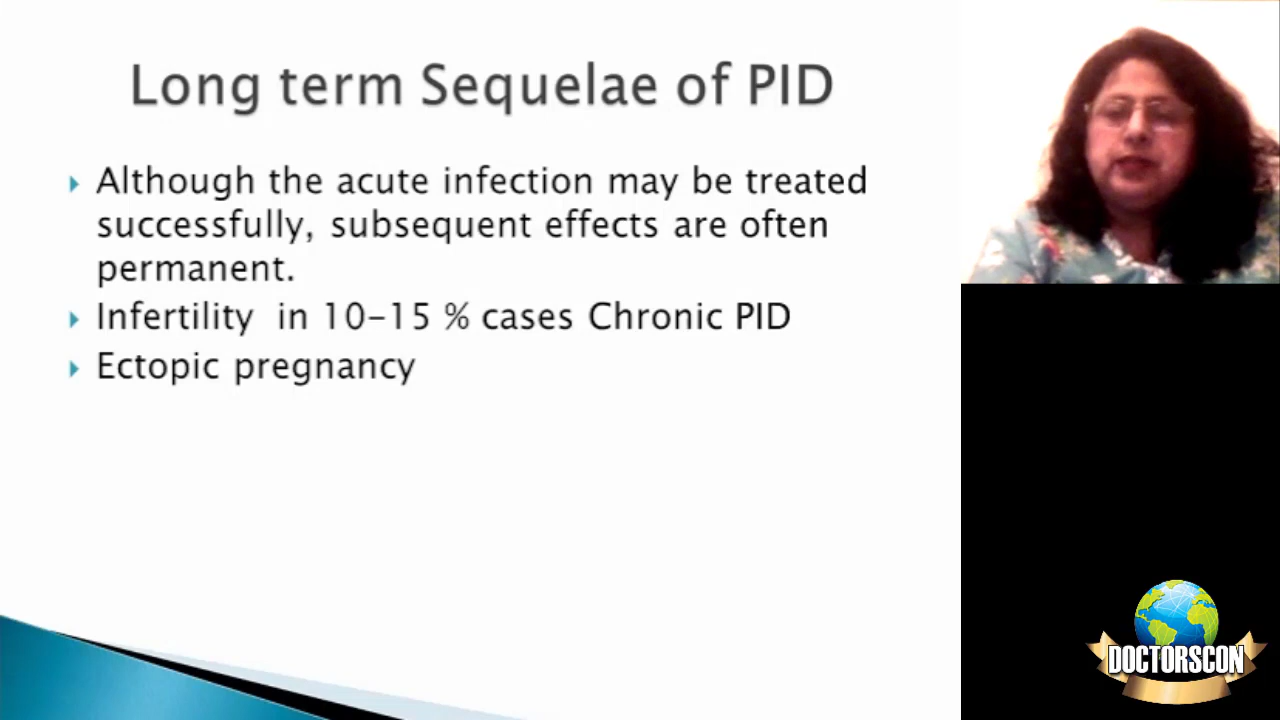 Long term Sequelae of PID
Although the acute infection may be treated
successfully, subsequent effects are often
permanent.
Infertility in 10-15 % cases Chronic PID
Ectopic pregnancy
DOCTORSCON